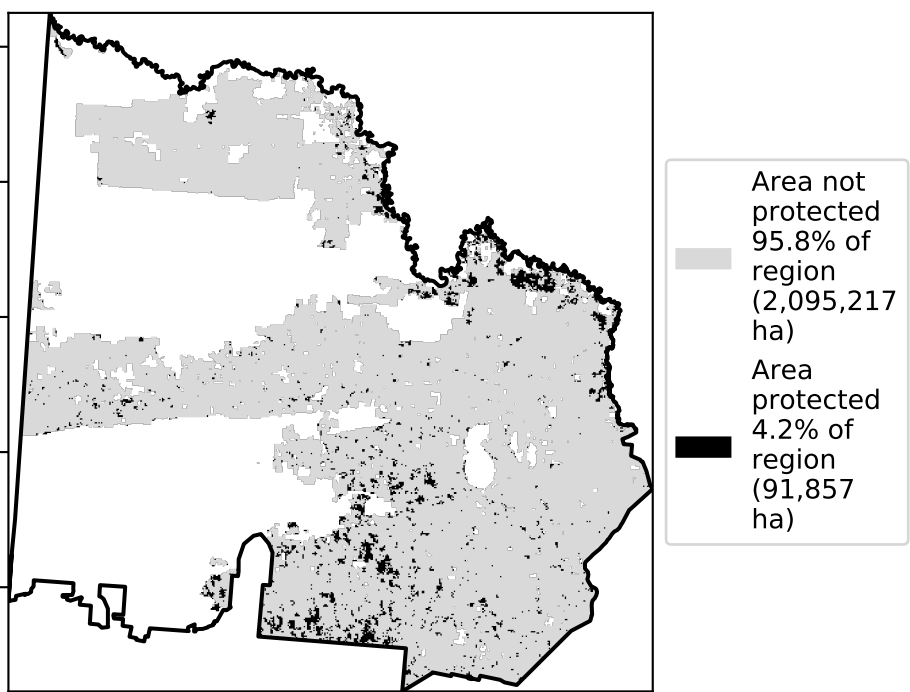 Area not
protected
95.8% of
region
(2,095,217
ha)
Area
protected
4.2% of
region
(91,857
ha)